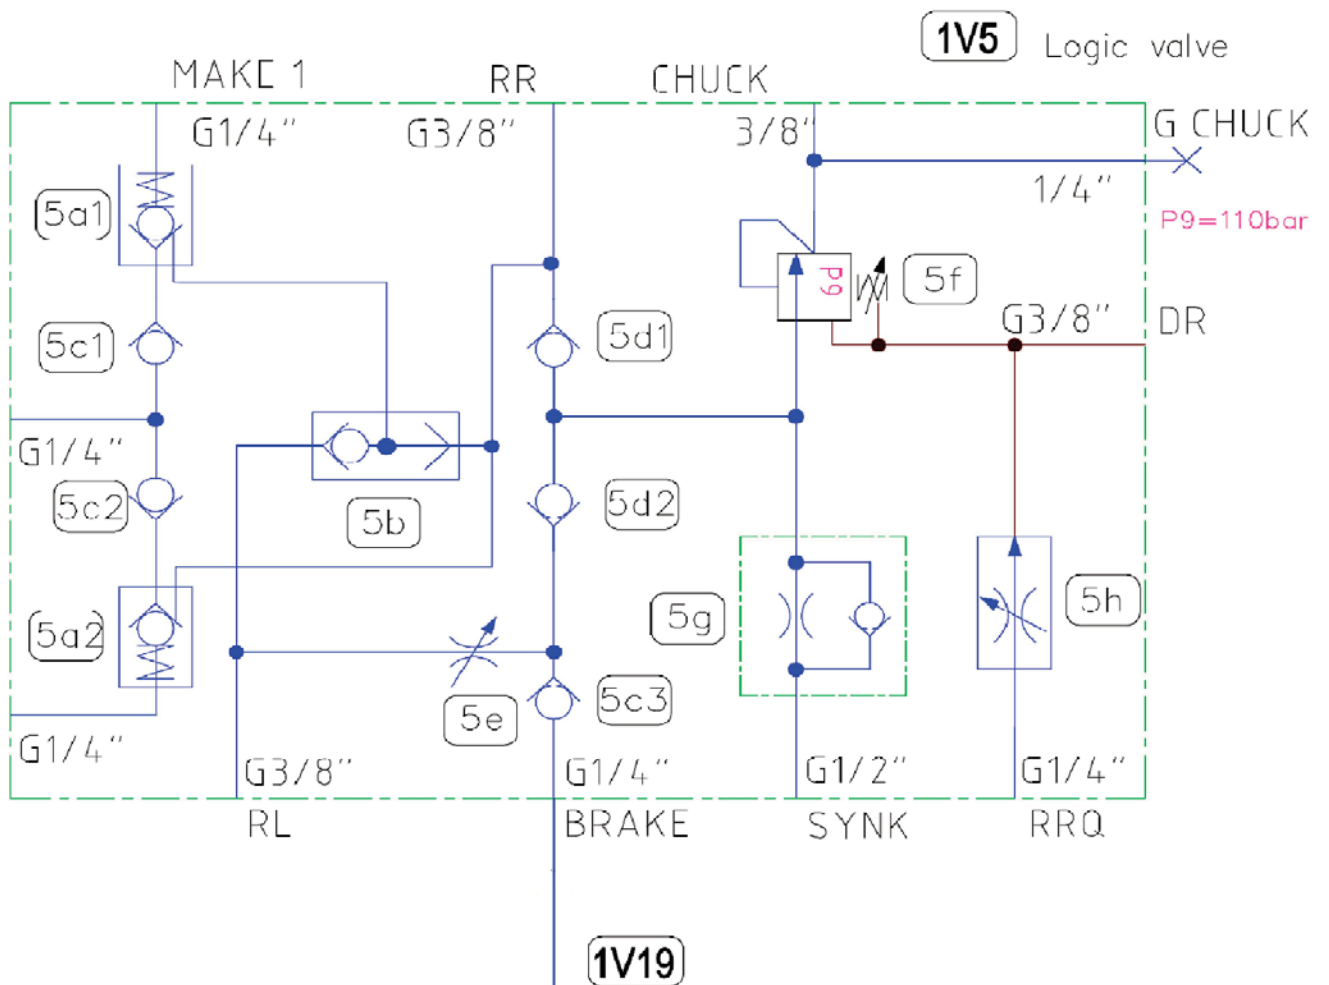 1V5 Logic valve
MAKE 1 RR CHUCK
G1/4" G3/8" 3/8" G CHUCK
1/4"
P9=110bar
5a1
P9 5f
G3/8" DR
5c1 5d1
G1/4"
5c2 5b 5d2
5a2 5g 5h
5e 5c3
G1/4" G3/8" G1/4" G1/2" G1/4"
RL BRAKE SYNK RRQ
1V19